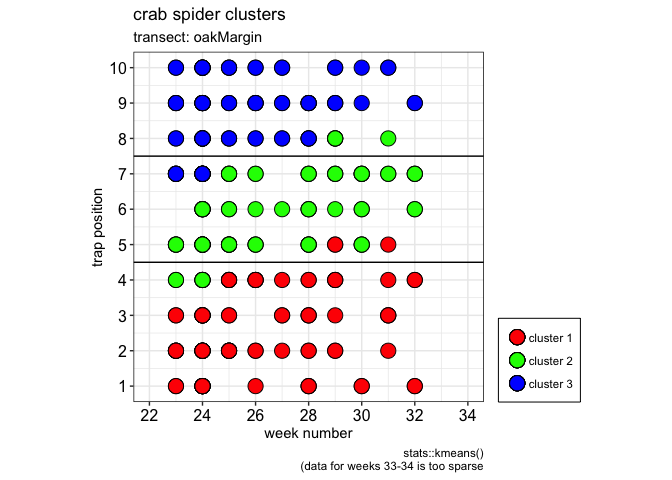 crab spider clusters
transect: oakMargin
10
9
8
7
6
5
4
3
2
1
trap position
22 24 26 28 30 32 34
week number
cluster 1
cluster 2
cluster 3
stats::kmeans()
(data for weeks 33-34 is too sparse